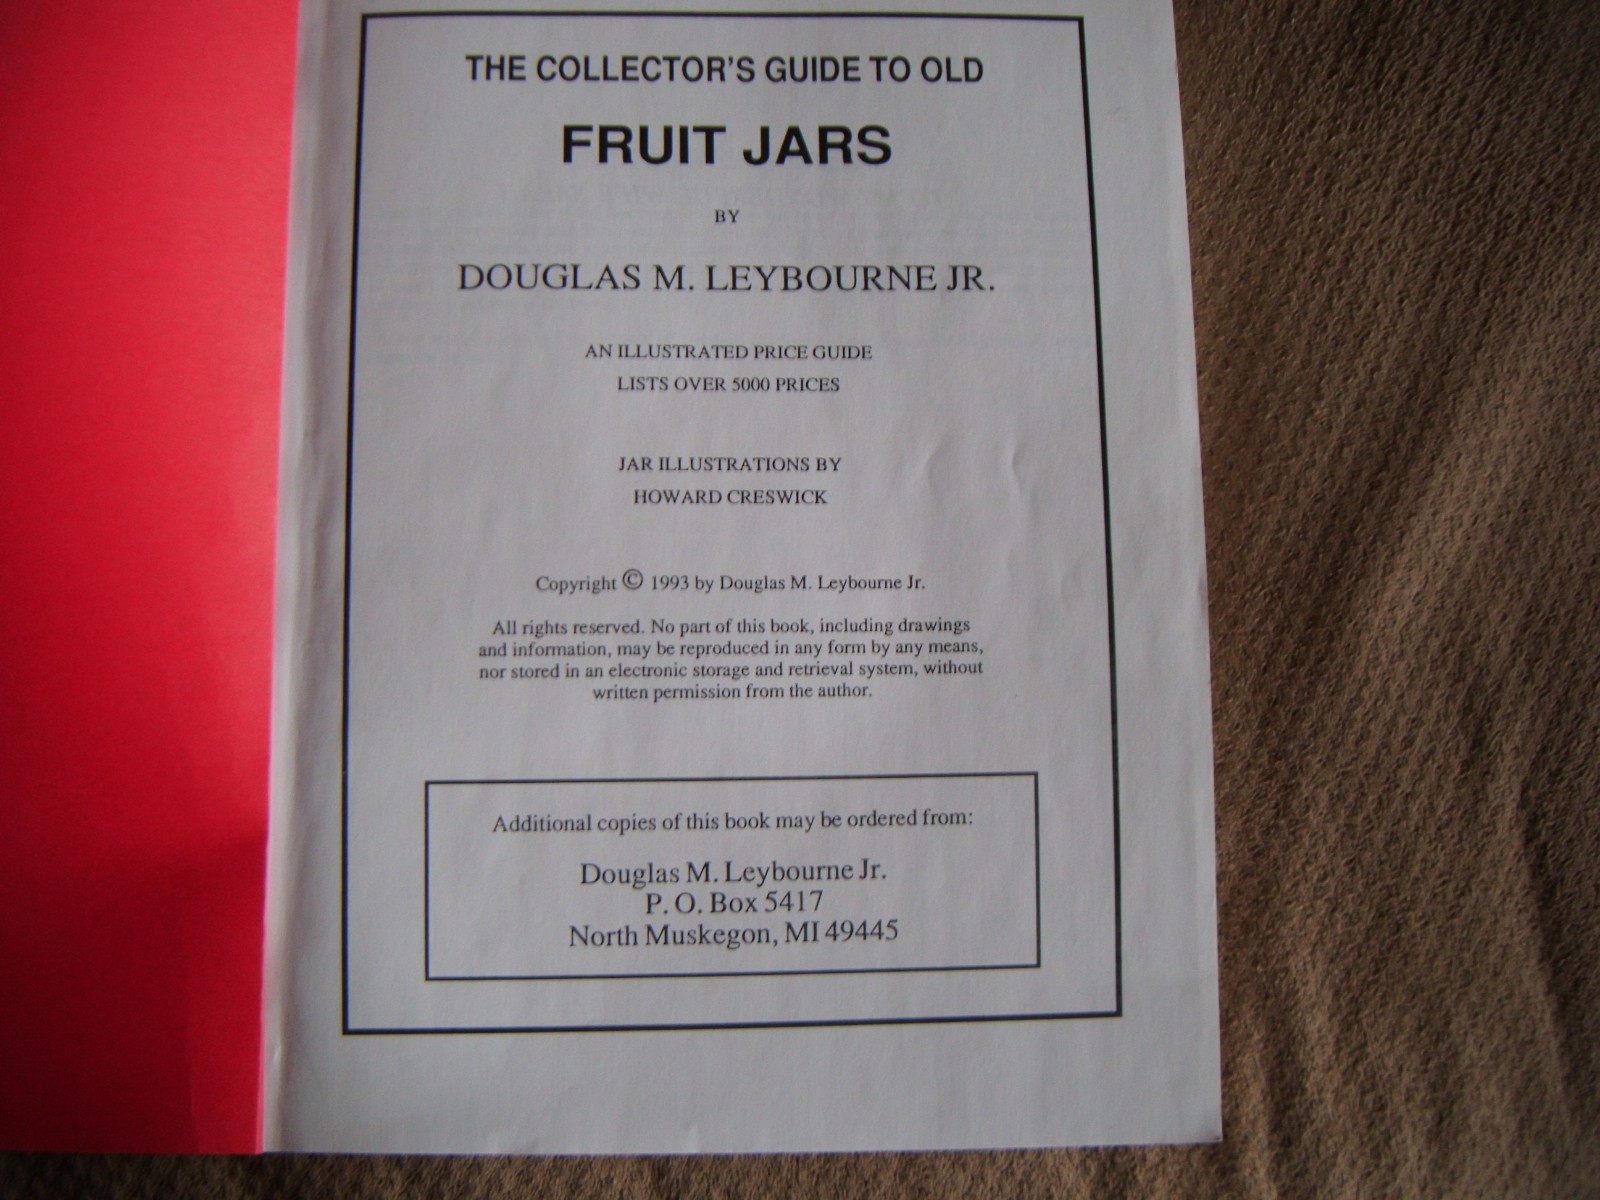 THE COLLECTOR'S GUIDE TO OLD
FRUIT JARS
BY
DOUGLAS M. LEYBOURNE JR.
AN ILLUSTRATED PRICE GUIDE
LISTS OVER 5000 PRICES
JAR ILLUSTRATIONS BY
HOWARD CRESWICK
Copyright © 1993 by Douglas M. Leybourne Jr.
All rights reserved. No part of this book, including drawings
and information, may be reproduced in any form by any means,
nor stored in an electronic storage and retrieval system, without
written permission from the author.
Additional copies of this book may be ordered from:
Douglas M. Leybourne Jr.
P. O. Box 5417
North Muskegon, MI 49445